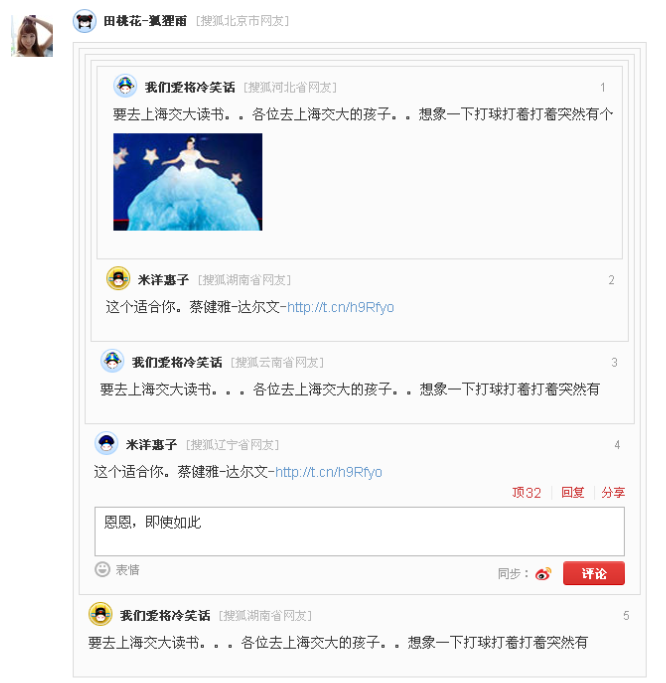 田桃花-狐狸雨 [搜狐北京市网友]
我们爱将冷笑话 [搜狐河北省网友] 1
要去上海交大读书。。各位去上海交大的孩子。。想象一下打球打着打着突然有个
米洋惠子 [搜狐湖南省网友] 2
这个适合你。蔡健雅-达尔文-http://t.cn/h9Rfyo
我们爱将冷笑话 [搜狐云南省网友] 3
要去上海交大读书。。。各位去上海交大的孩子。。想象一下打球打着打着突然有
米洋惠子 [搜狐辽宁省网友] 4
这个适合你。蔡健雅-达尔文-http://t.cn/h9Rfyo
顶32 回复 分享
恩恩，即使如此
表情 同步： 评论
我们爱将冷笑话 [搜狐湖南省网友] 5
要去上海交大读书。。。各位去上海交大的孩子。。想象一下打球打着打着突然有